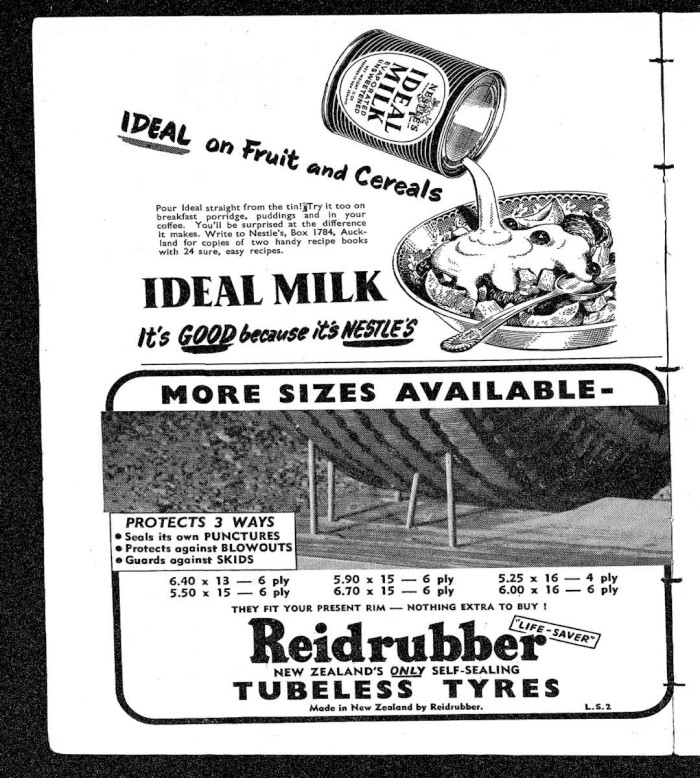 NESTLÉ'S
IDEAL
MILK
EVAPORATED
UNSWEETENED
IDEAL on Fruit and Cereals
Pour Ideal straight from the tin! Try it too on
breakfast porridge, puddings and in your
coffee. You'll be surprised at the difference
it makes. Write to Nestle's, Box 1784, Auck-
land for copies of two handy recipe books
with 24 sure, easy recipes.
IDEAL MILK
It's GOOD because it's NESTLE'S
MORE SIZES AVAILABLE-
PROTECTS 3 WAYS
• Seals its own PUNCTURES
• Protects against BLOWOUTS
• Guards against SKIDS
6.40 x 13 — 6 ply 5.90 x 15 — 6 ply 5.25 x 16 — 4 ply
5.50 x 15 — 6 ply 6.70 x 15 — 6 ply 6.00 x 16 — 6 ply
THEY FIT YOUR PRESENT RIM — NOTHING EXTRA TO BUY !
"LIFE-SAVER"
Reidrubber
NEW ZEALAND'S ONLY SELF-SEALING
TUBELESS TYRES
Made in New Zealand by Reidrubber. L.S.2